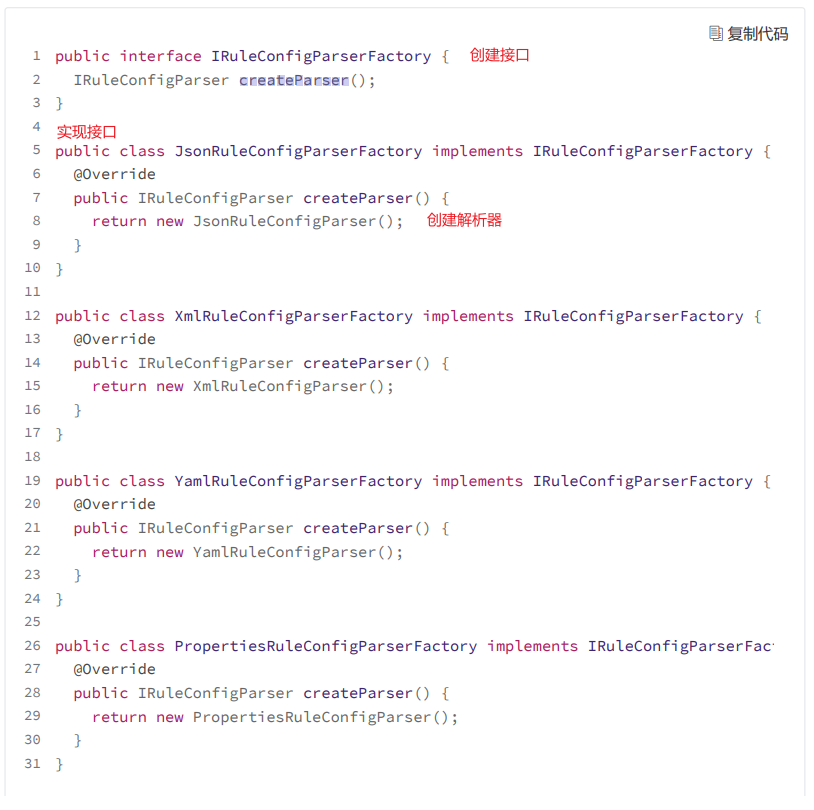 复制代码
1 public interface IRuleConfigParserFactory { 创建接口
2 IRuleConfigParser createParser();
3 }
4
实现接口
5 public class JsonRuleConfigParserFactory implements IRuleConfigParserFactory {
6 @Override
7 public IRuleConfigParser createParser() {
8 return new JsonRuleConfigParser(); 创建解析器
9 }
10 }
11
12 public class XmlRuleConfigParserFactory implements IRuleConfigParserFactory {
13 @Override
14 public IRuleConfigParser createParser() {
15 return new XmlRuleConfigParser();
16 }
17 }
18
19 public class YamlRuleConfigParserFactory implements IRuleConfigParserFactory {
20 @Override
21 public IRuleConfigParser createParser() {
22 return new YamlRuleConfigParser();
23 }
24 }
25
26 public class PropertiesRuleConfigParserFactory implements IRuleConfigParserFact
27 @Override
28 public IRuleConfigParser createParser() {
29 return new PropertiesRuleConfigParser();
30 }
31 }